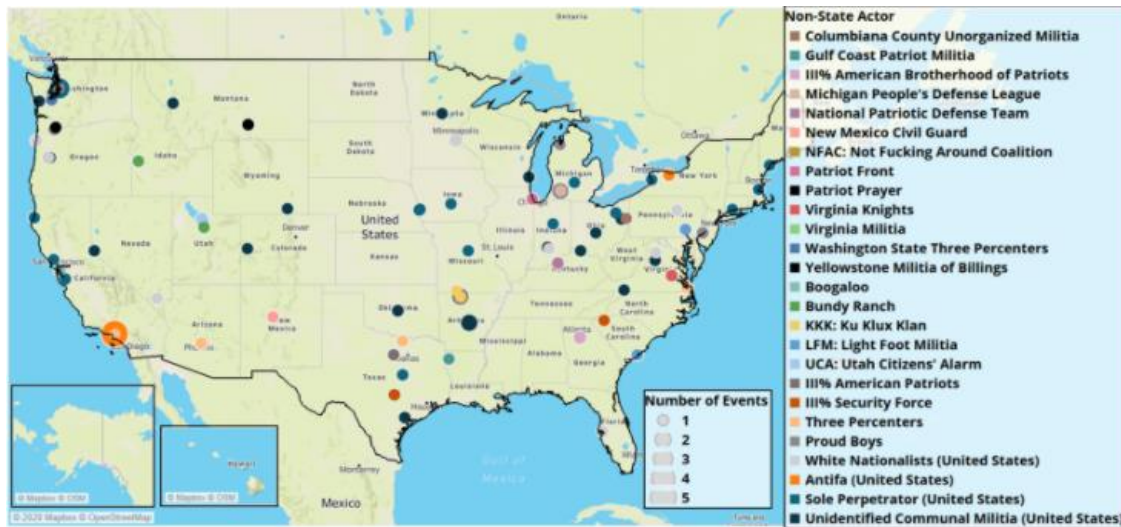 Ontario
Vancouver
Washington
Montana
North Dakota
Minnesota
Minneapolis
Ottawa
Oregon
Idaho
South Dakota
Wisconsin
Michigan
Toronto
New York
Boston
Wyoming
Iowa
Nebraska
Illinois
Indiana
Ohio
Pennsylvania
Nevada
Utah
Denver
Colorado
United States
Kansas
St. Louis
Missouri
West Virginia
San Francisco
California
Kentucky
Arizona
New Mexico
Oklahoma
Tennessee
North Carolina
South Carolina
Atlanta
Mississippi
Alabama
Georgia
Dallas
Texas
Louisiana
Florida
Monterrey
Mexico
Gulf of Mexico
Hawaii
© Mapbox © OSM
© Mapbox © OSM
© 2020 Mapbox © OpenStreetMap
Number of Events
1
2
3
4
5
Non-State Actor
Columbiana County Unorganized Militia
Gulf Coast Patriot Militia
III% American Brotherhood of Patriots
Michigan People's Defense League
National Patriotic Defense Team
New Mexico Civil Guard
NFAC: Not Fucking Around Coalition
Patriot Front
Patriot Prayer
Virginia Knights
Virginia Militia
Washington State Three Percenters
Yellowstone Militia of Billings
Boogaloo
Bundy Ranch
KKK: Ku Klux Klan
LFM: Light Foot Militia
UCA: Utah Citizens' Alarm
III% American Patriots
III% Security Force
Three Percenters
Proud Boys
White Nationalists (United States)
Antifa (United States)
Sole Perpetrator (United States)
Unidentified Communal Militia (United States)